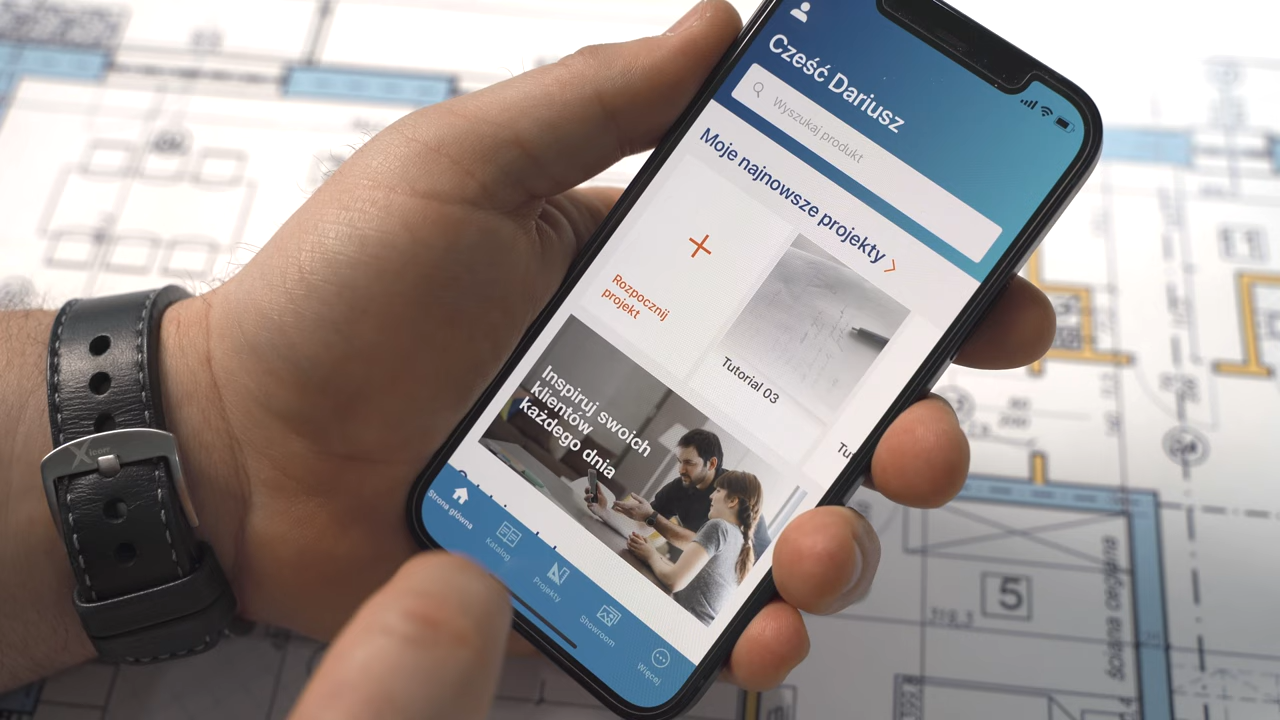 Cześć Dariusz
Wyszukaj produkt
Moje najnowsze projekty
Rozpocznij
projekt
Tutorial 03
Tu
Inspiruj swoich
klientów
każdego dnia
Strona główna
Katalog
Projekty
Showroom
Więcej
5